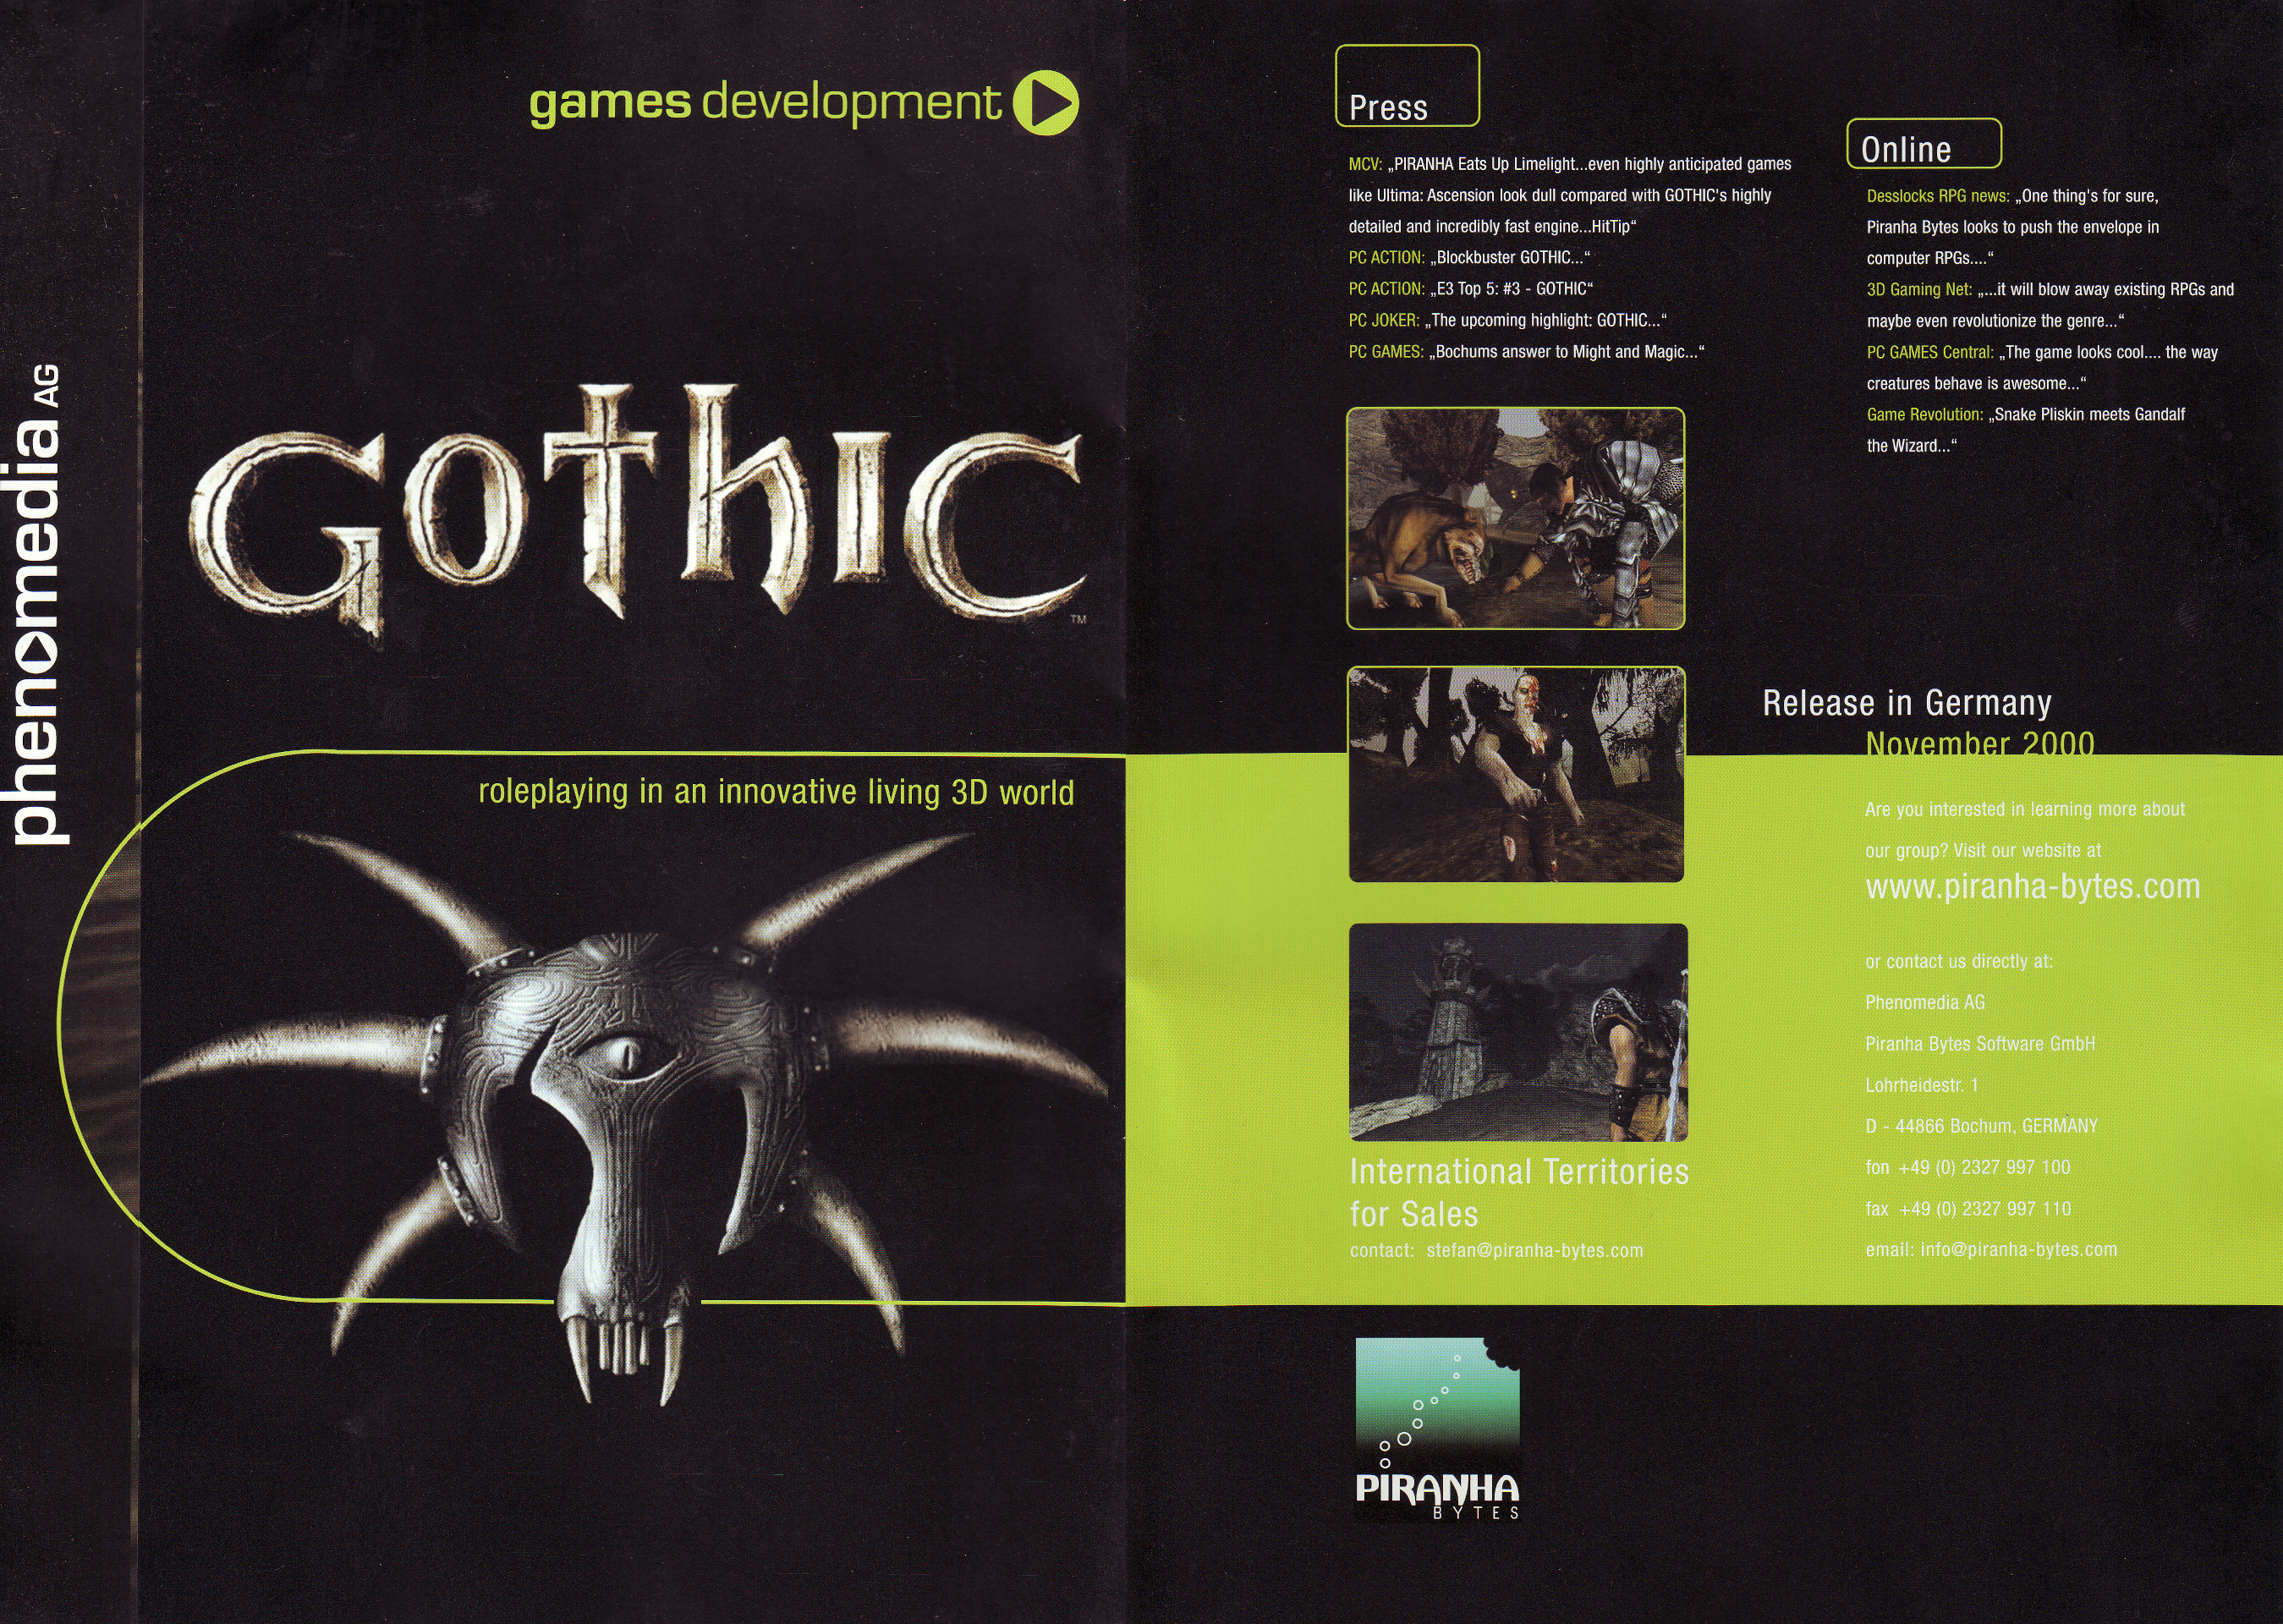 phenomedia AG
games development
GOTHIC
TM
roleplaying in an innovative living 3D world
Press
MCV: „PIRANHA Eats Up Limelight...even highly anticipated games
like Ultima: Ascension look dull compared with GOTHIC's highly
detailed and incredibly fast engine...HitTip“
PC ACTION: „Blockbuster GOTHIC...“
PC ACTION: „E3 Top 5: #3 - GOTHIC“
PC JOKER: „The upcoming highlight: GOTHIC...“
PC GAMES: „Bochums answer to Might and Magic...“
Online
Desslocks RPG news: „One thing's for sure,
Piranha Bytes looks to push the envelope in
computer RPGs....“
3D Gaming Net: „...it will blow away existing RPGs and
maybe even revolutionize the genre...“
PC GAMES Central: „The game looks cool.... the way
creatures behave is awesome...“
Game Revolution: „Snake Pliskin meets Gandalf
the Wizard...“
Release in Germany
November 2000
Are you interested in learning more about
our group? Visit our website at
www.piranha-bytes.com
or contact us directly at:
Phenomedia AG
Piranha Bytes Software GmbH
Lohrheidestr. 1
D - 44866 Bochum, GERMANY
fon +49 (0) 2327 997 100
fax +49 (0) 2327 997 110
email: info@piranha-bytes.com
International Territories
for Sales
contact: stefan@piranha-bytes.com
PIRANHA
BYTES